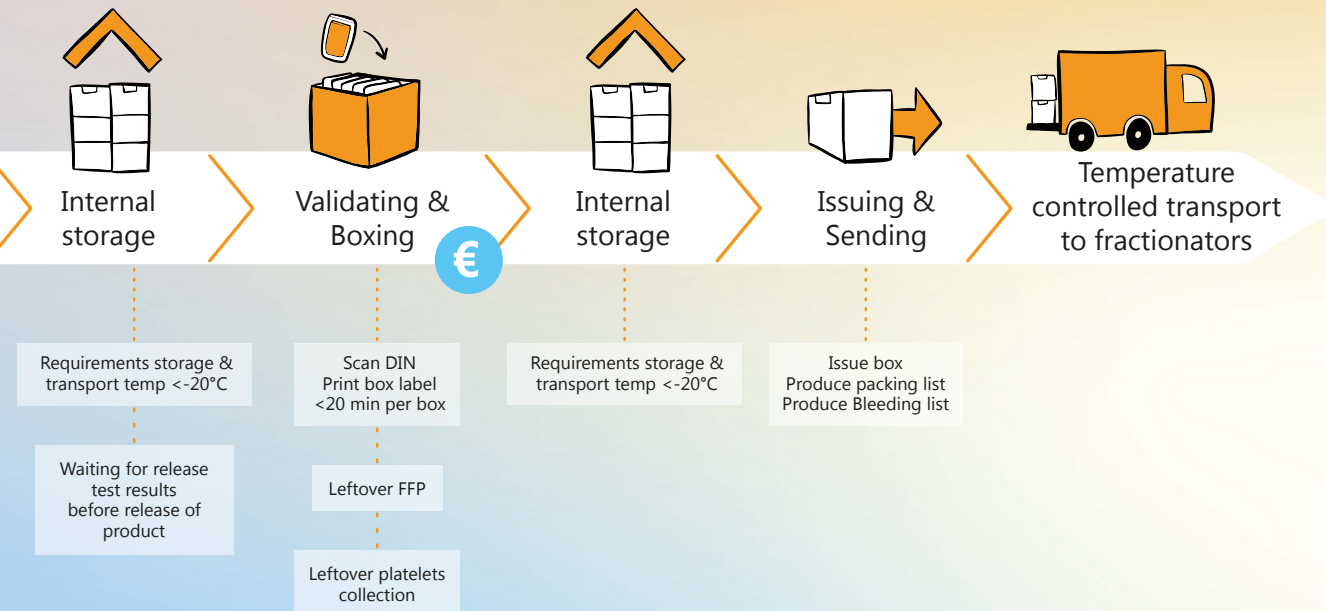 Internal
storage
Validating &
Boxing
€
Internal
storage
Issuing &
Sending
Temperature
controlled transport
to fractionators
Requirements storage &
transport temp <-20°C
Waiting for release
test results
before release of
product
Scan DIN
Print box label
<20 min per box
Leftover FFP
Leftover platelets
collection
Requirements storage &
transport temp <-20°C
Issue box
Produce packing list
Produce Bleeding list